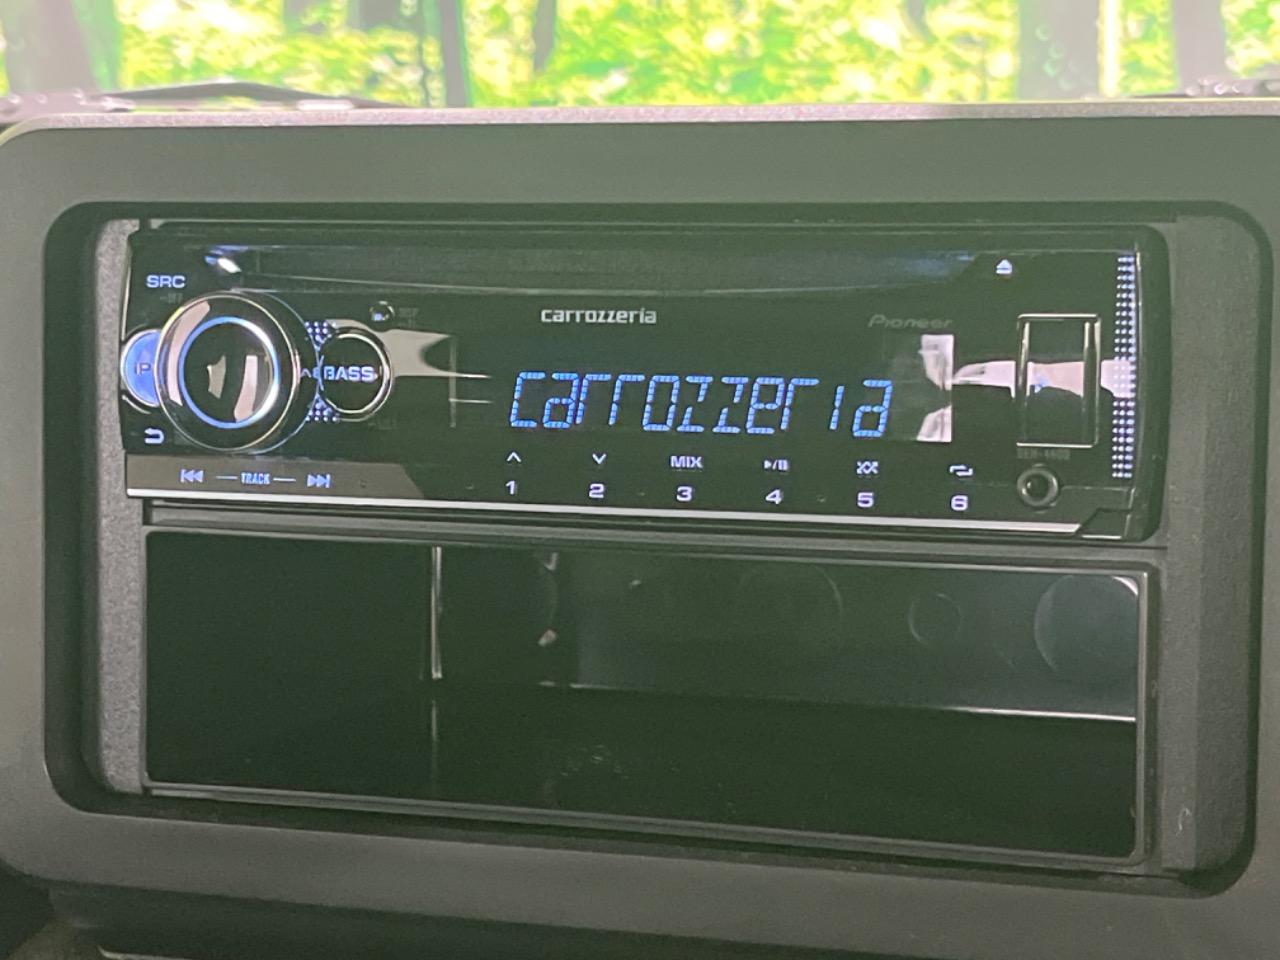 SRC
carrozzeria
Pioneer
BASS
carrozzeria
TRACK
MIX
1 2 3 4 5 6